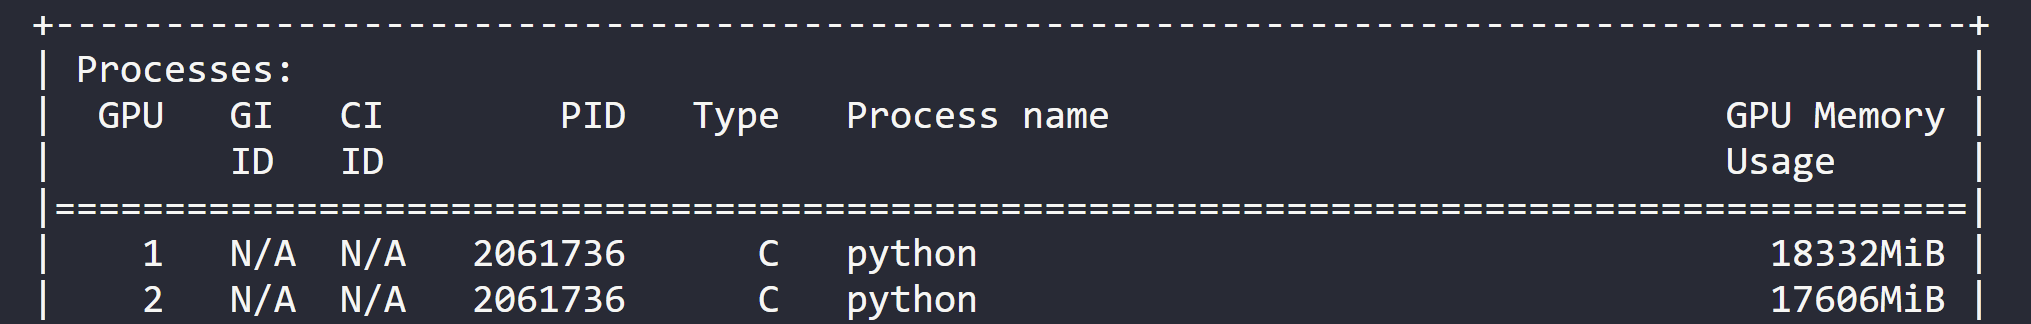 +---------------------------------------------------------------------------------------+
| Processes:                                                                            |
|  GPU   GI   CI        PID   Type   Process name                            GPU Memory |
|        ID   ID                                                             Usage      |
|=======================================================================================|
|    1   N/A  N/A   2061736      C   python                                    18332MiB |
|    2   N/A  N/A   2061736      C   python                                    17606MiB |